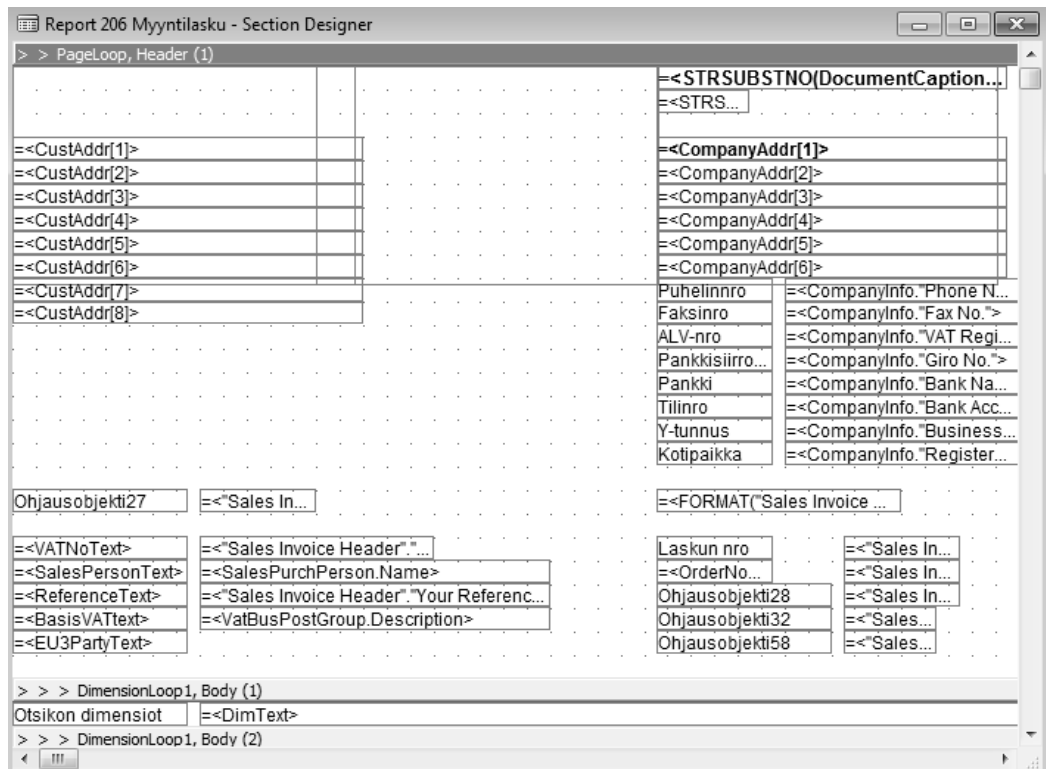 Report 206 Myyntilasku - Section Designer
> > PageLoop, Header (1)
=<STRSUBSTNO(DocumentCaption...
=<STRS...
=<CustAddr[1]> =<CompanyAddr[1]>
=<CustAddr[2]> =<CompanyAddr[2]>
=<CustAddr[3]> =<CompanyAddr[3]>
=<CustAddr[4]> =<CompanyAddr[4]>
=<CustAddr[5]> =<CompanyAddr[5]>
=<CustAddr[6]> =<CompanyAddr[6]>
=<CustAddr[7]> Puhelinnro =<CompanyInfo."Phone N...
=<CustAddr[8]> Faksinro =<CompanyInfo."Fax No.">
ALV-nro =<CompanyInfo."VAT Regi...
Pankkisiirro... =<CompanyInfo."Giro No.">
Pankki =<CompanyInfo."Bank Na...
Tilinro =<CompanyInfo."Bank Acc...
Y-tunnus =<CompanyInfo."Business...
Kotipaikka =<CompanyInfo."Register...
Ohjausobjekti27 =<"Sales In... =<FORMAT("Sales Invoice ...
=<VATNoText> =<"Sales Invoice Header"."... Laskun nro =<"Sales In...
=<SalesPersonText> =<SalesPurchPerson.Name> =<OrderNo... =<"Sales In...
=<ReferenceText> =<"Sales Invoice Header"."Your Referenc... Ohjausobjekti28 =<"Sales In...
=<BasisVATtext> =<VatBusPostGroup.Description> Ohjausobjekti32 =<"Sales...
=<EU3PartyText> Ohjausobjekti58 =<"Sales...
> > > DimensionLoop1, Body (1)
Otsikon dimensiot =<DimText>
> > > DimensionLoop1, Body (2)